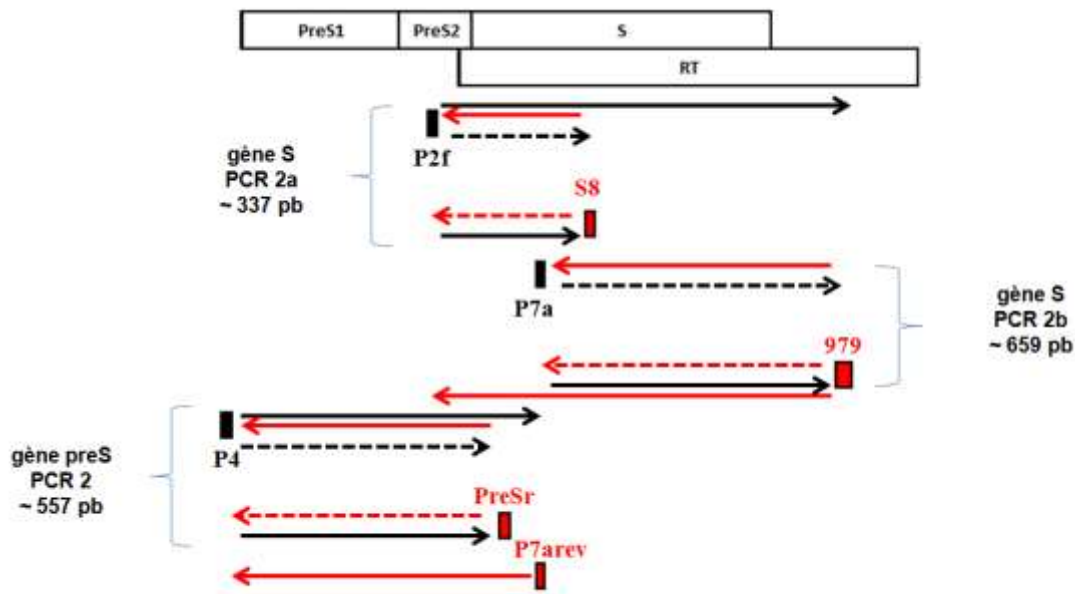 PreS1 PreS2 S
RT
P2f
gène S
PCR 2a
~ 337 pb
S8
P7a
gène S
PCR 2b
~ 659 pb
979
P4
gène preS
PCR 2
~ 557 pb
PreSr
P7arev